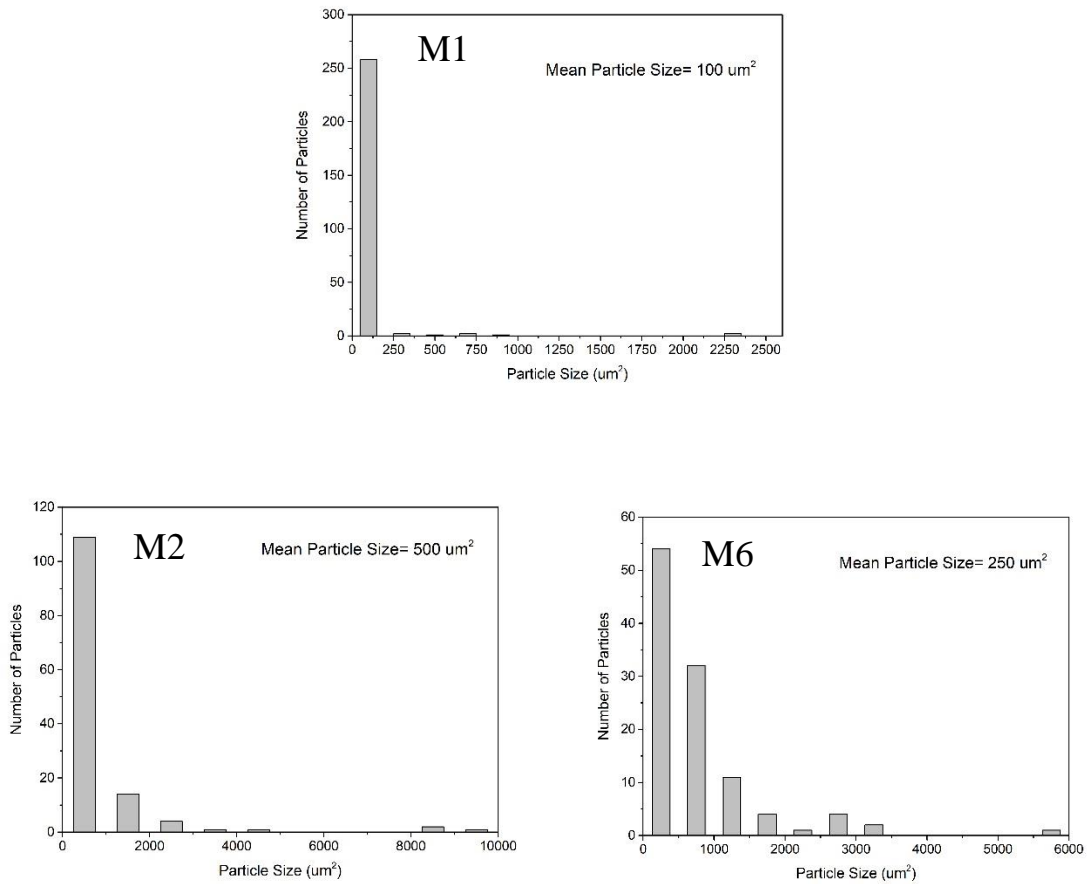 M1
Mean Particle Size= 100 um²
Number of Particles
300
250
200
150
100
50
0
0 250 500 750 1000 1250 1500 1750 2000 2250 2500
Particle Size (um²)
M2
Mean Particle Size= 500 um²
Number of Particles
120
100
80
60
40
20
0
0 2000 4000 6000 8000 10000
Particle Size (um²)
M6
Mean Particle Size= 250 um²
Number of Particles
60
50
40
30
20
10
0
0 1000 2000 3000 4000 5000 6000
Particle Size (um²)